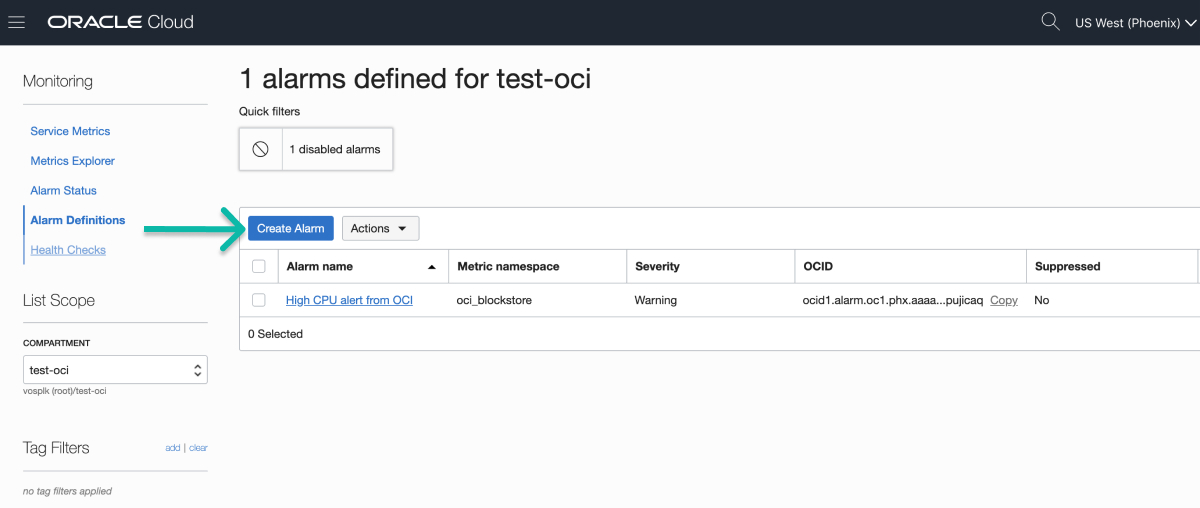 ORACLE Cloud
US West (Phoenix)
Monitoring
Service Metrics
Metrics Explorer
Alarm Status
Alarm Definitions
Health Checks
List Scope
COMPARTMENT
test-oci
vosplk (root)/test-oci
Tag Filters add | clear
no tag filters applied
1 alarms defined for test-oci
Quick filters
1 disabled alarms
Create Alarm Actions
Alarm name Metric namespace Severity OCID Suppressed
High CPU alert from OCI oci_blockstore Warning ocid1.alarm.oc1.phx.aaaa...pujicaq Copy No
0 Selected